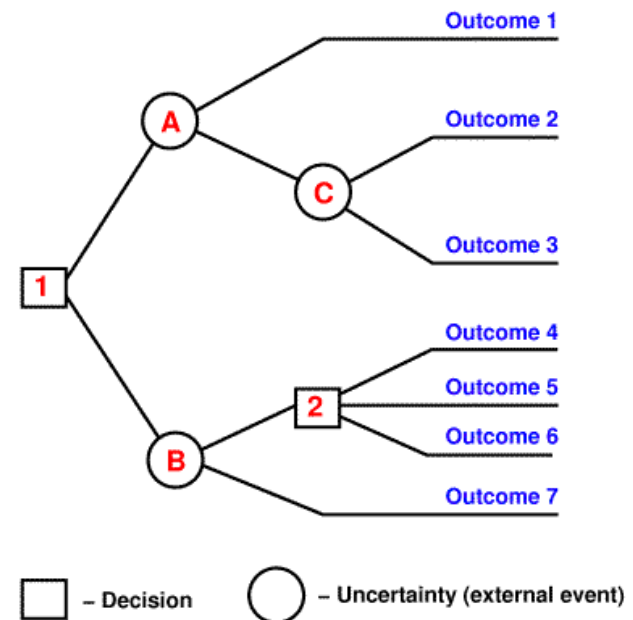 Outcome 1
A
Outcome 2
C
Outcome 3
1
Outcome 4
2
Outcome 5
Outcome 6
B
Outcome 7
– Decision
– Uncertainty (external event)